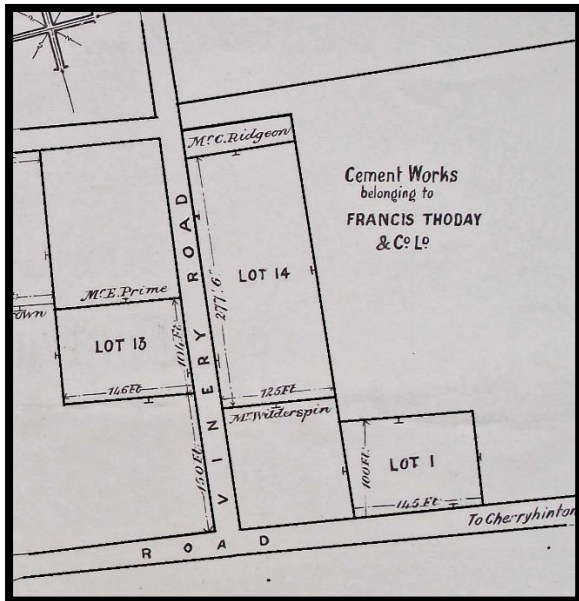 Mr C. Ridgeon
Cement Works
belonging to
FRANCIS THODAY
& Co Lo
LOT 14
277'. 6"
VINERY ROAD
Mr E. Prime
own
LOT 13
104 Ft
146 Ft
125 Ft
Mr Wilderspin
150 Ft
100 Ft
LOT 1
145 Ft
To Cherryhinton
ROAD